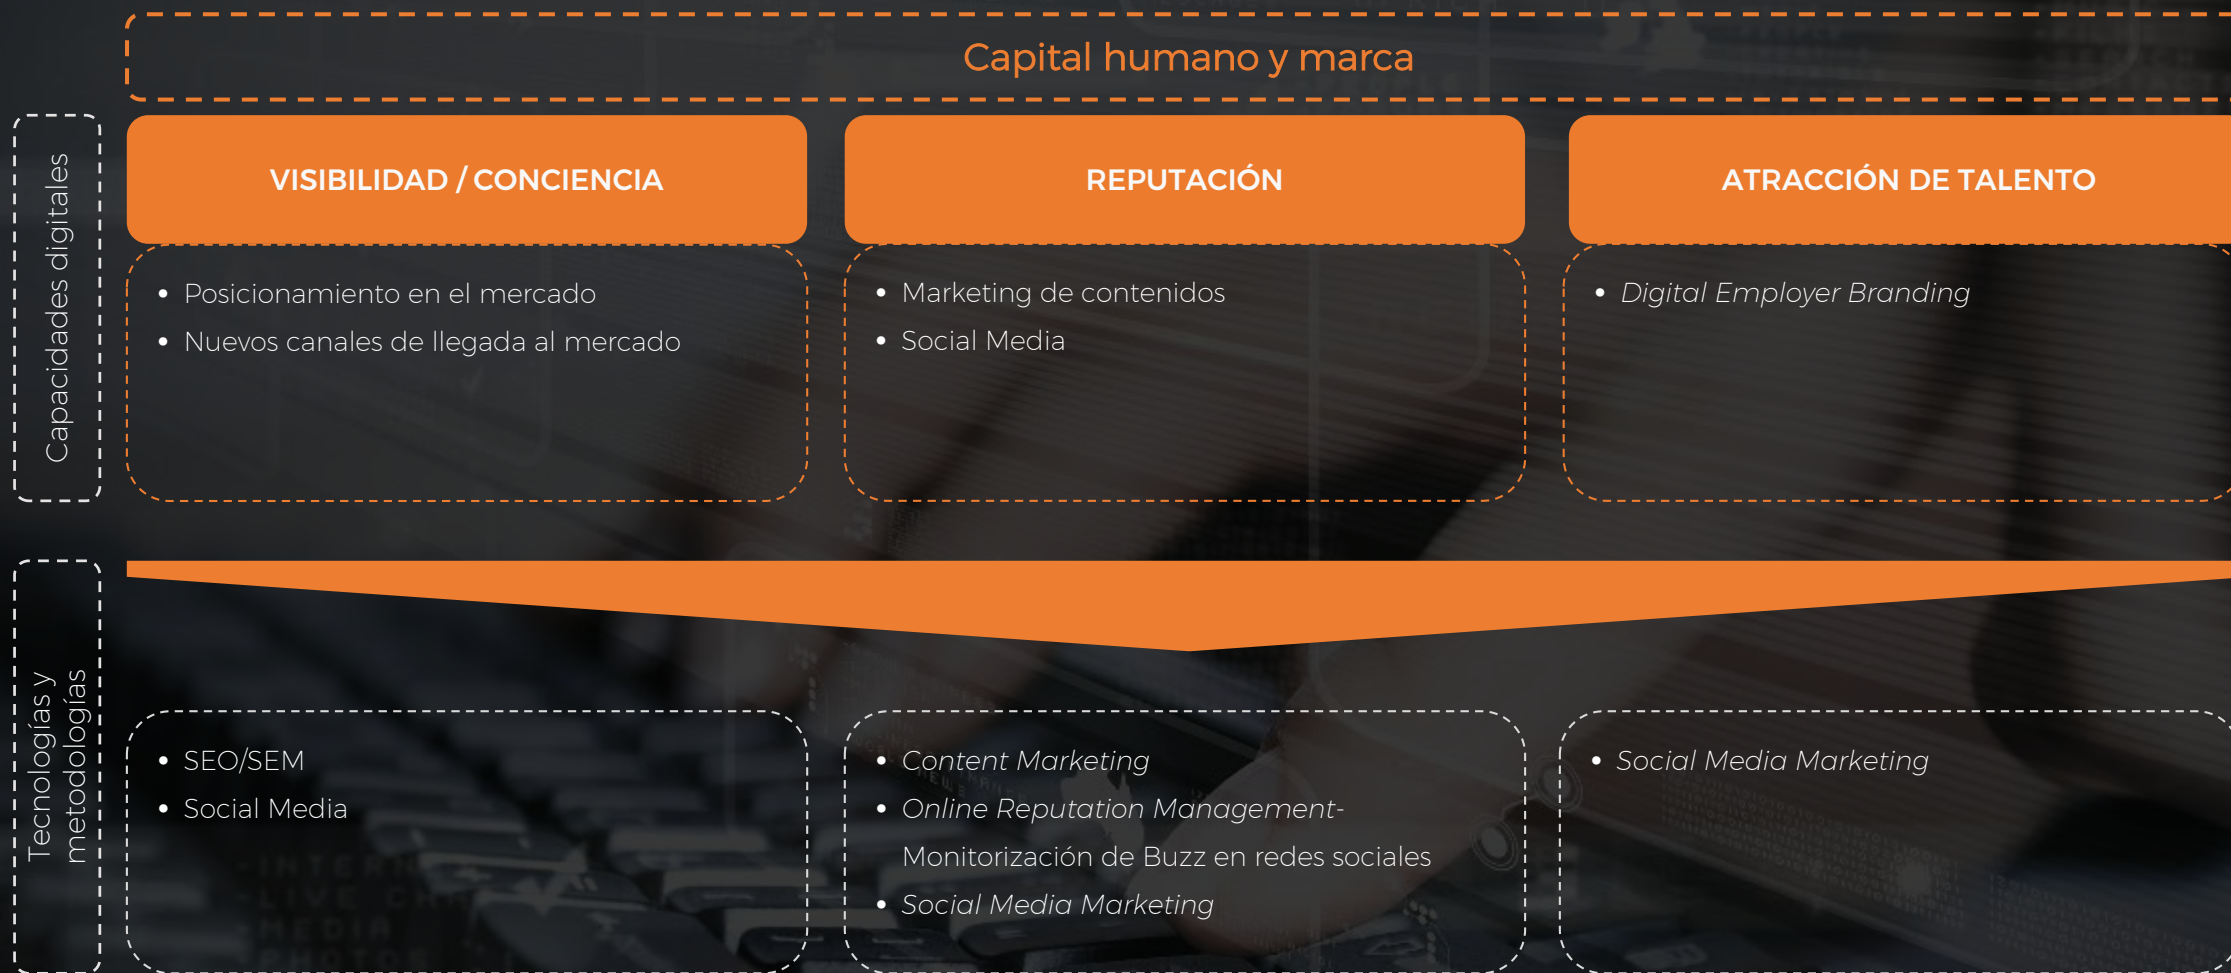 Capital humano y marca
Capacidades digitales
VISIBILIDAD / CONCIENCIA
• Posicionamiento en el mercado
• Nuevos canales de llegada al mercado
REPUTACIÓN
• Marketing de contenidos
• Social Media
ATRACCIÓN DE TALENTO
• Digital Employer Branding
Tecnologías y
metodologías
• SEO/SEM
• Social Media
• Content Marketing
• Online Reputation Management-
Monitorización de Buzz en redes sociales
• Social Media Marketing
• Social Media Marketing